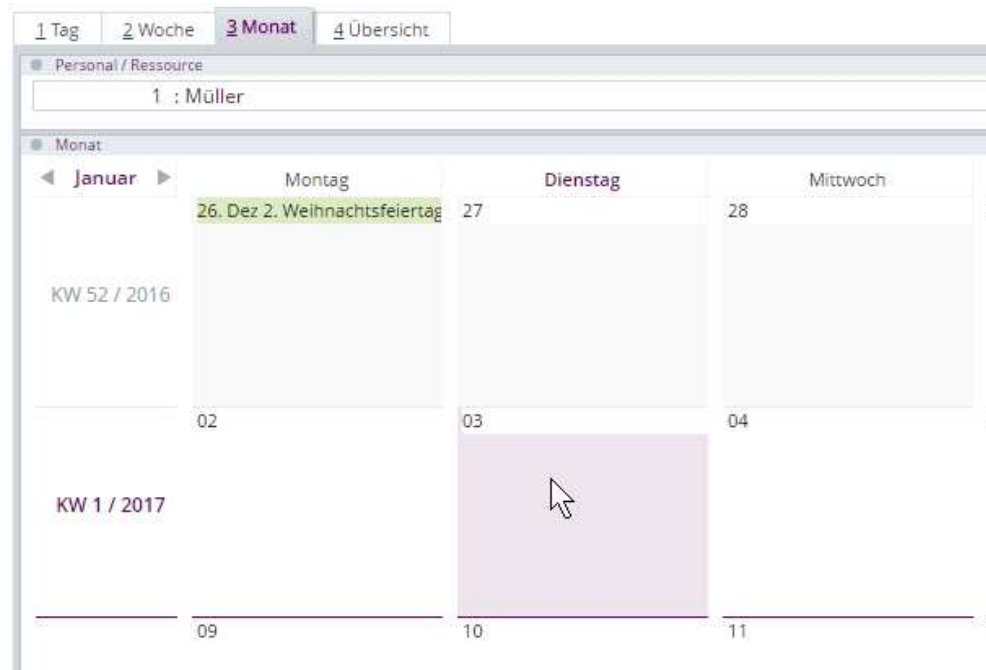 1 Tag 2 Woche 3 Monat 4 Übersicht
Personal / Ressource
1 : Müller
Monat
Januar Montag Dienstag Mittwoch
26. Dez 2. Weihnachtsfeiertag 27 28
KW 52 / 2016
02 03 04
KW 1 / 2017
09 10 11